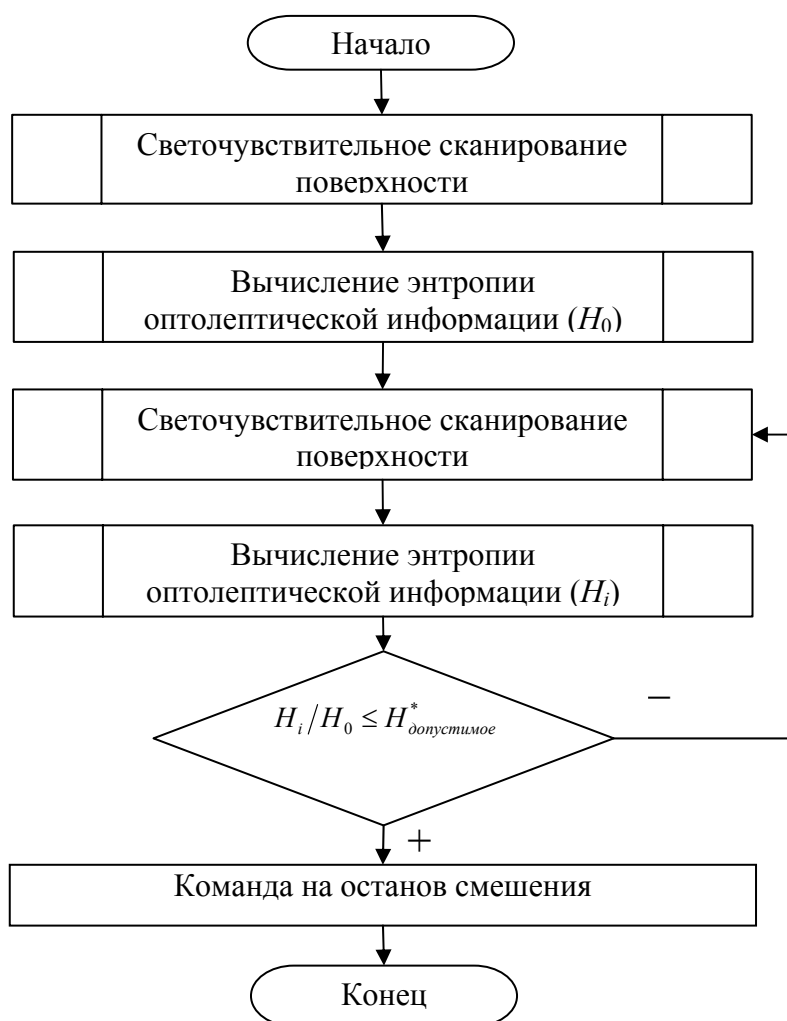 Начало
Светочувствительное сканирование
поверхности
Вычисление энтропии
оптолептической информации (H₀)
Светочувствительное сканирование
поверхности
Вычисление энтропии
оптолептической информации (Hᵢ)
Hᵢ/H₀ ≤ H*допустимое
−
+
Команда на останов смешения
Конец